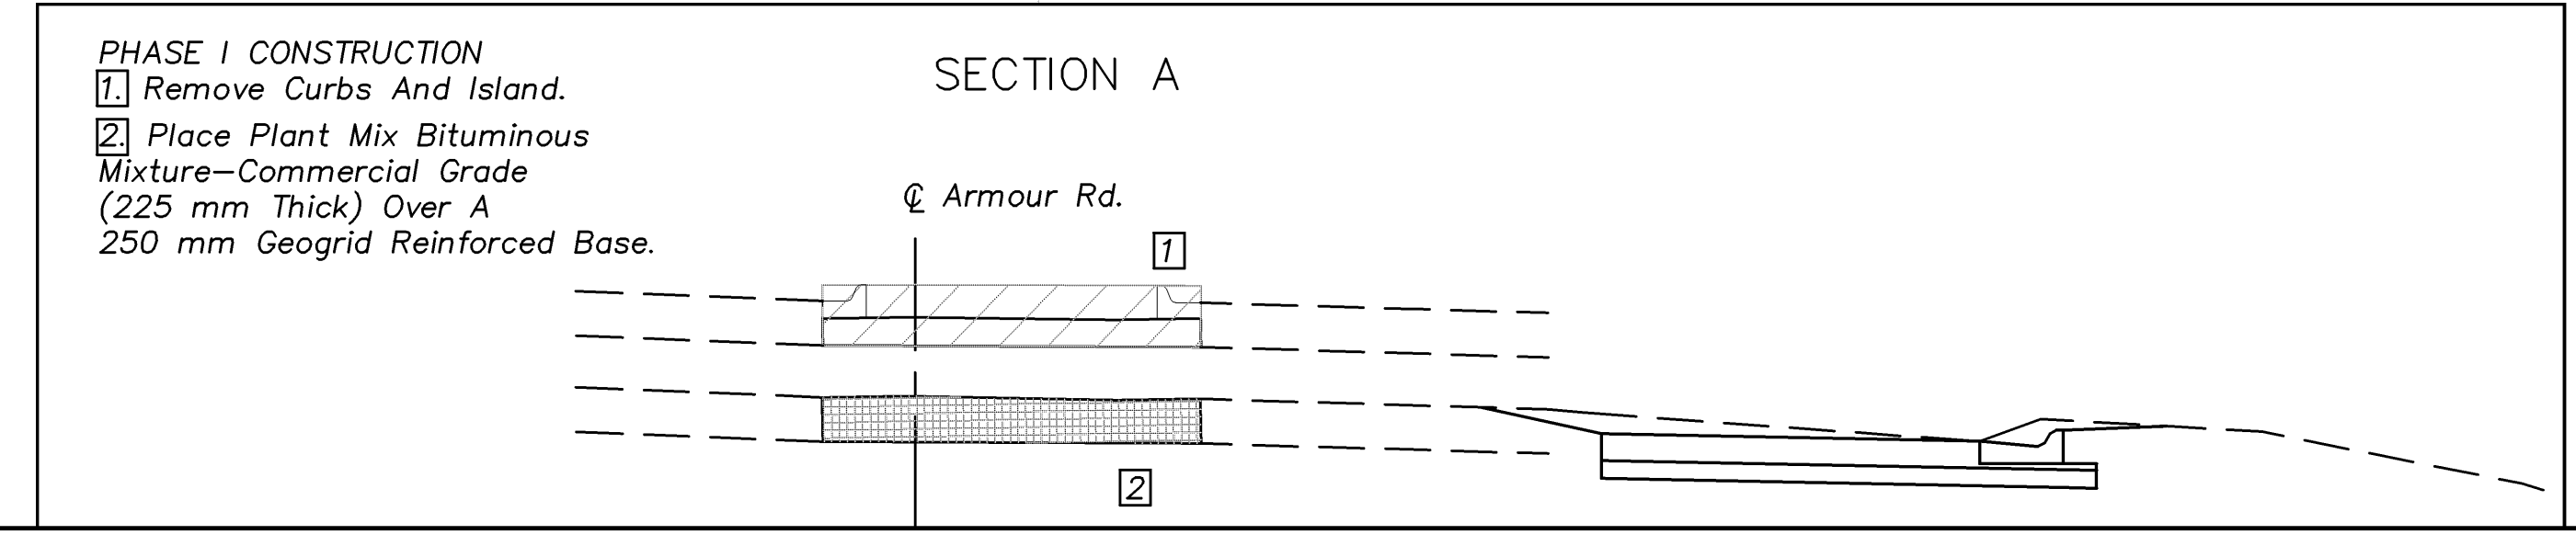 PHASE I CONSTRUCTION
1. Remove Curbs And Island.
2. Place Plant Mix Bituminous
Mixture-Commercial Grade
(225 mm Thick) Over A
250 mm Geogrid Reinforced Base.
SECTION A
℄ Armour Rd.
1
2